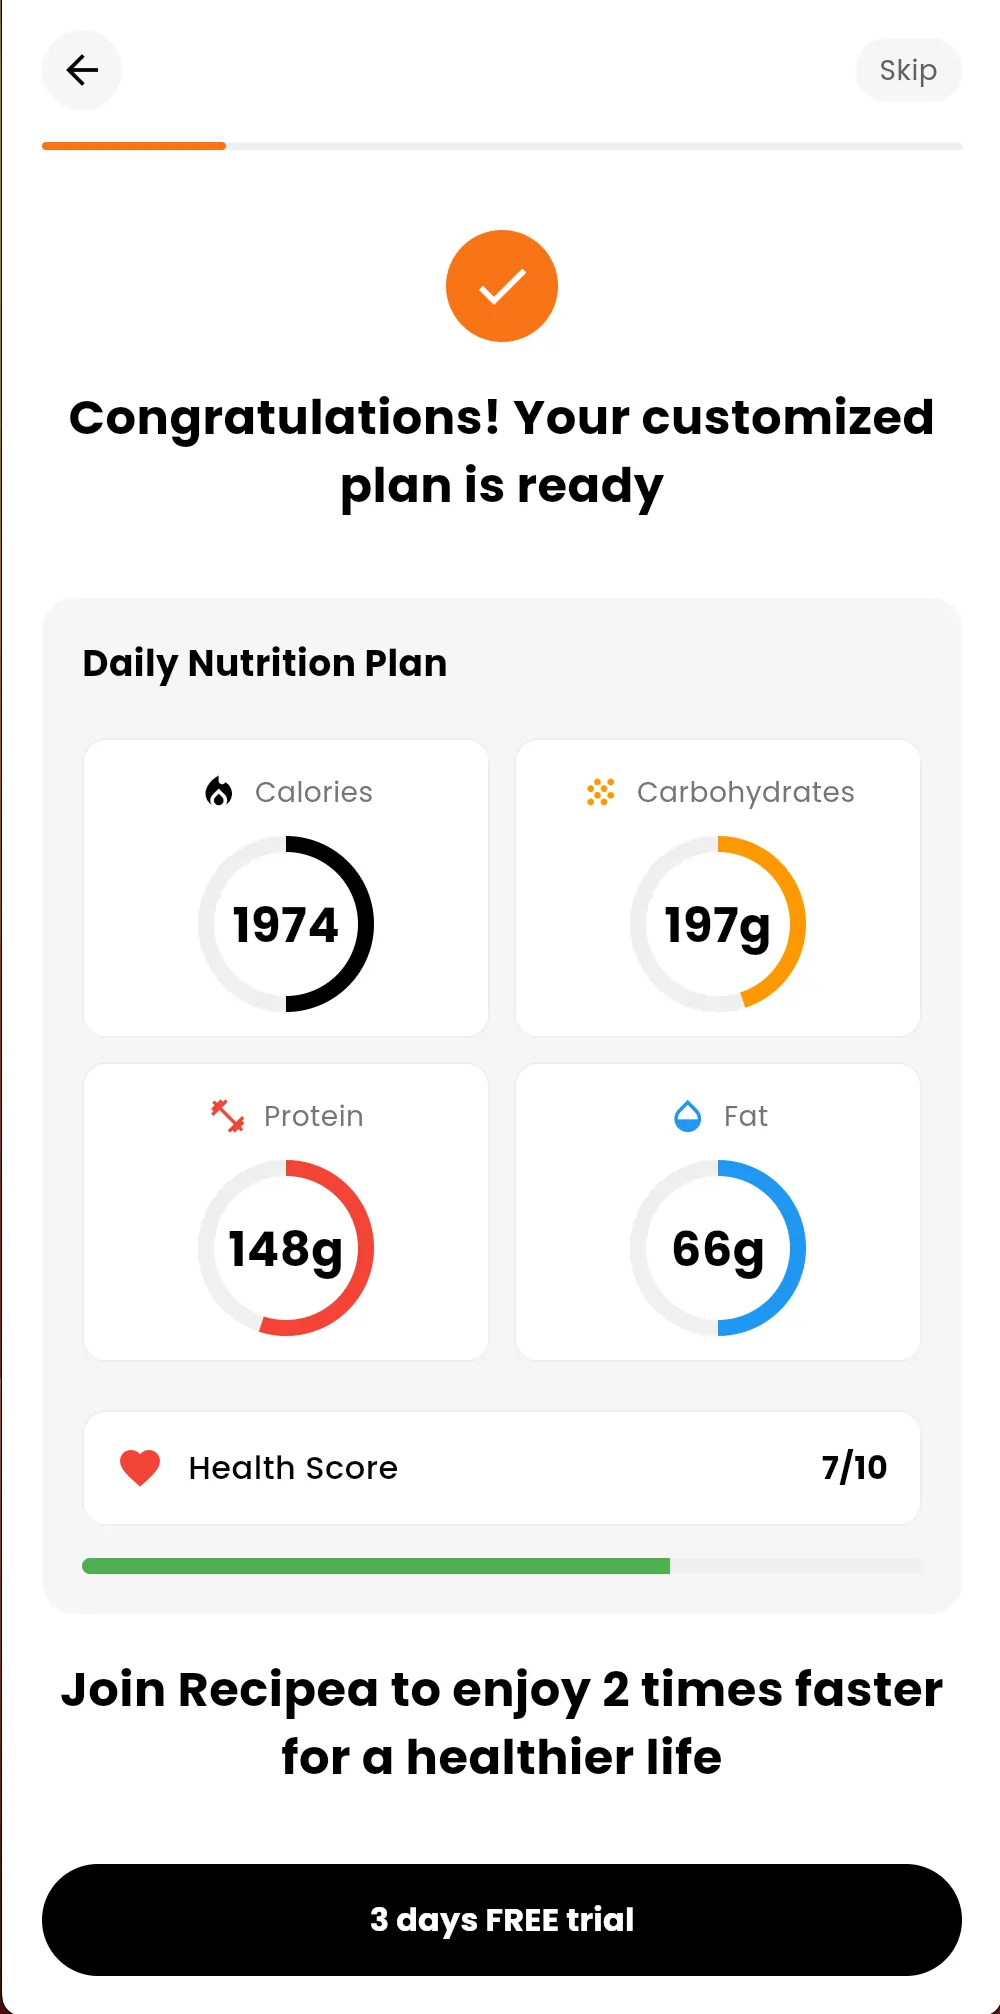 Skip
Congratulations! Your customized
plan is ready
Daily Nutrition Plan
Calories
1974
Carbohydrates
197g
Protein
148g
Fat
66g
Health Score
7/10
Join Recipea to enjoy 2 times faster
for a healthier life
3 days FREE trial